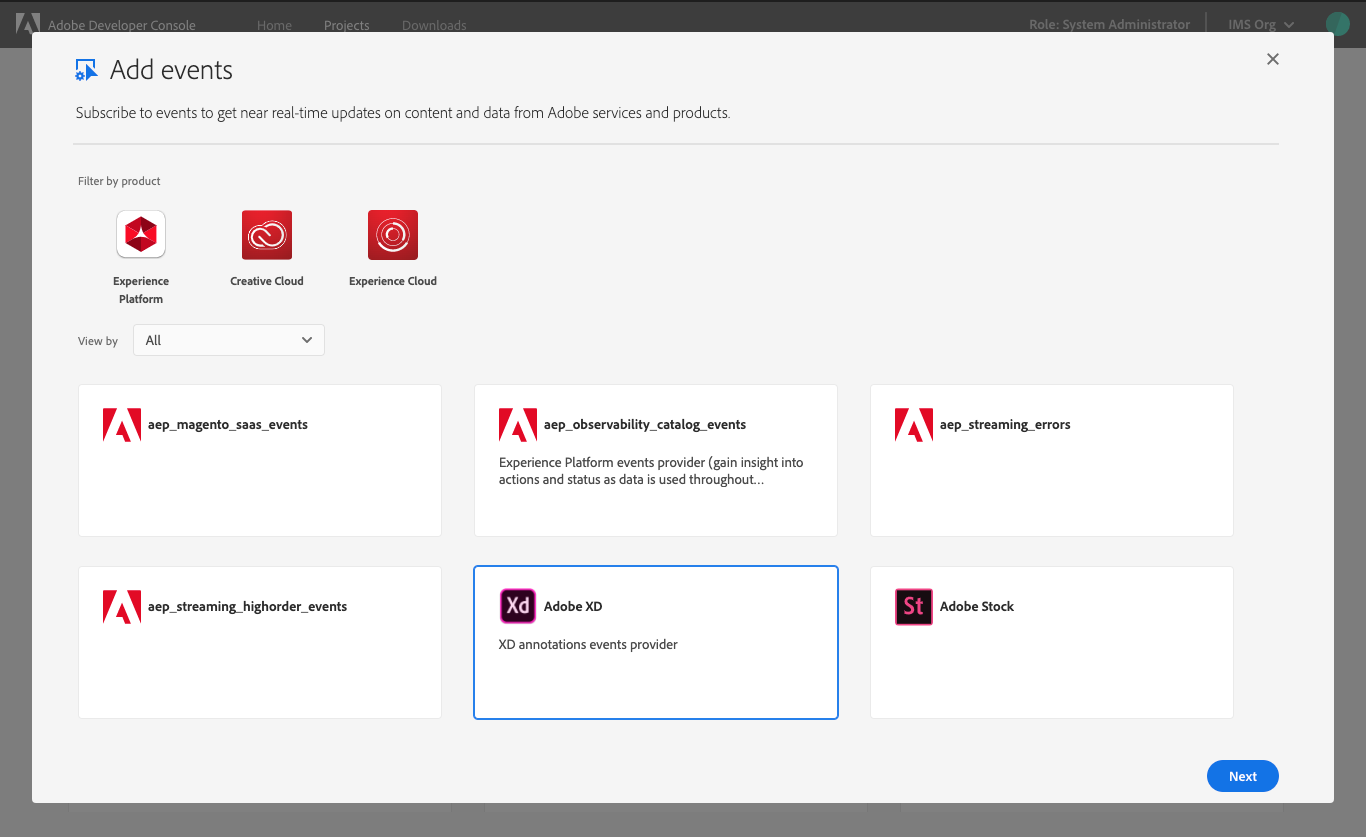 Adobe Developer Console
Home
Projects
Downloads
Role: System Administrator
IMS Org
Add events
Subscribe to events to get near real-time updates on content and data from Adobe services and products.
Filter by product
Experience
Platform
Creative Cloud
Experience Cloud
View by
All
aep_magento_saas_events
aep_observability_catalog_events
Experience Platform events provider (gain insight into
actions and status as data is used throughout…
aep_streaming_errors
aep_streaming_highorder_events
Xd
Adobe XD
XD annotations events provider
St
Adobe Stock
Next